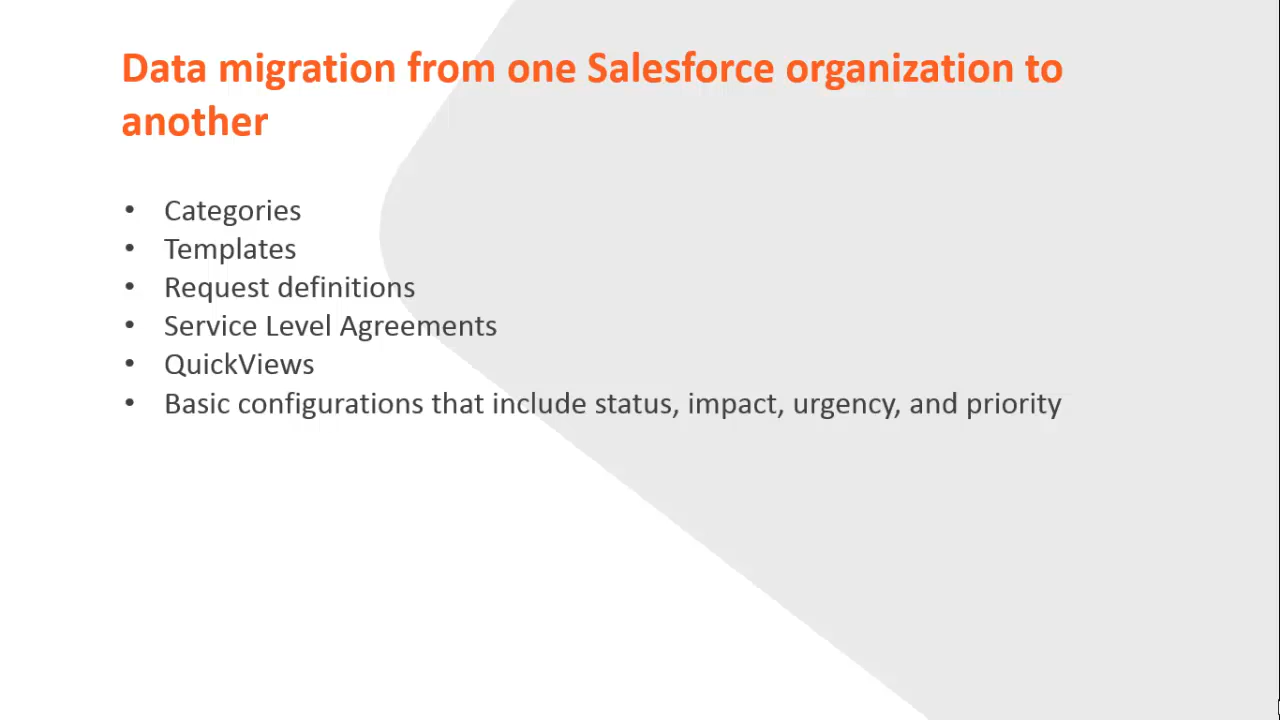 Data migration from one Salesforce organization to
another
• Categories
• Templates
• Request definitions
• Service Level Agreements
• QuickViews
• Basic configurations that include status, impact, urgency, and priority